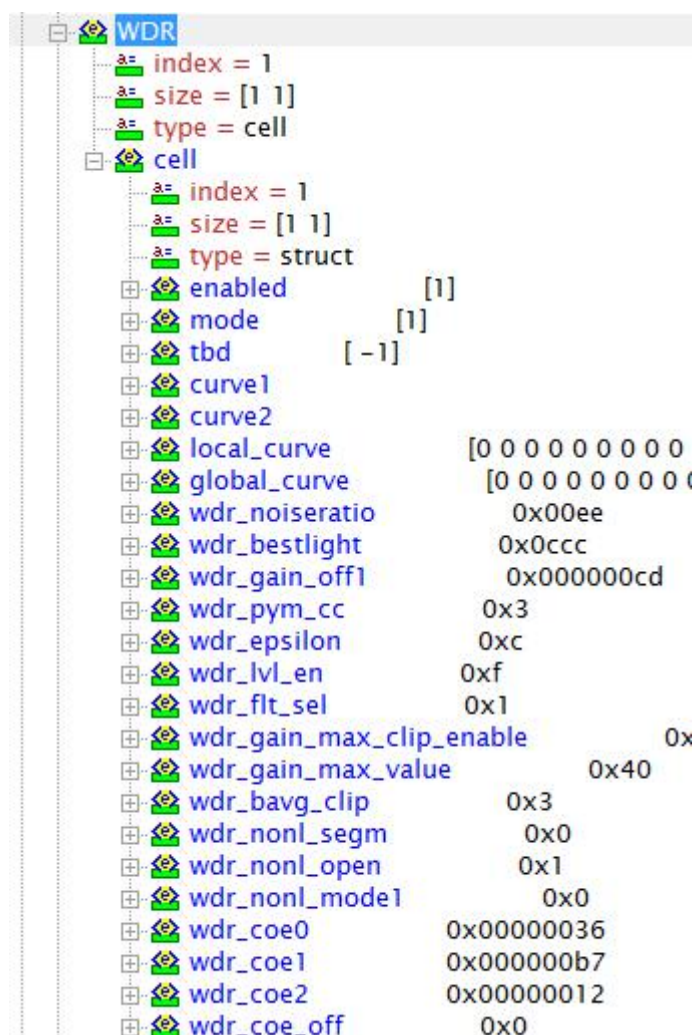 WDR
index = 1
size = [1 1]
type = cell
cell
index = 1
size = [1 1]
type = struct
enabled [1]
mode [1]
tbd [ -1]
curve1
curve2
local_curve [0 0 0 0 0 0 0 0 0
global_curve [0 0 0 0 0 0 0 0 0
wdr_noiseratio 0x00ee
wdr_bestlight 0x0ccc
wdr_gain_off1 0x000000cd
wdr_pym_cc 0x3
wdr_epsilon 0xc
wdr_lvl_en 0xf
wdr_flt_sel 0x1
wdr_gain_max_clip_enable 0x
wdr_gain_max_value 0x40
wdr_bavg_clip 0x3
wdr_nonl_segm 0x0
wdr_nonl_open 0x1
wdr_nonl_mode1 0x0
wdr_coe0 0x00000036
wdr_coe1 0x000000b7
wdr_coe2 0x00000012
wdr_coe_off 0x0